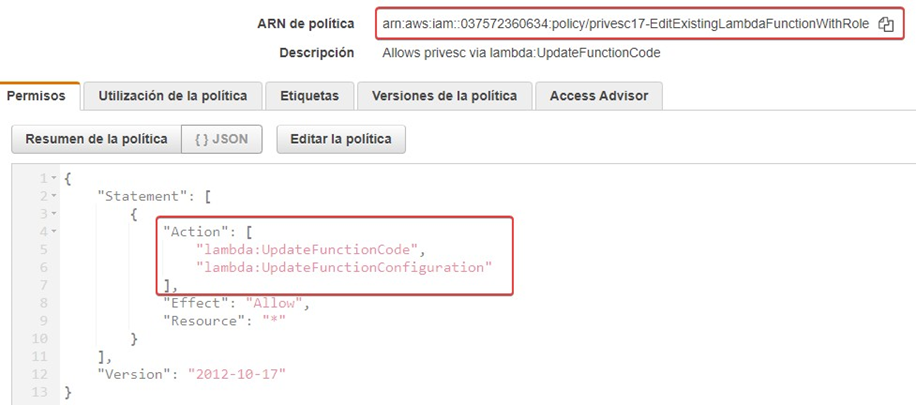 ARN de política arn:aws:iam::037572360634:policy/privesc17-EditExistingLambdaFunctionWithRole
Descripción Allows privesc via lambda:UpdateFunctionCode
Permisos Utilización de la política Etiquetas Versiones de la política Access Advisor
Resumen de la política { } JSON Editar la política
1 {
2 "Statement": [
3 {
4 "Action": [
5 "lambda:UpdateFunctionCode",
6 "lambda:UpdateFunctionConfiguration"
7 ],
8 "Effect": "Allow",
9 "Resource": "*"
10 }
11 ],
12 "Version": "2012-10-17"
13 }